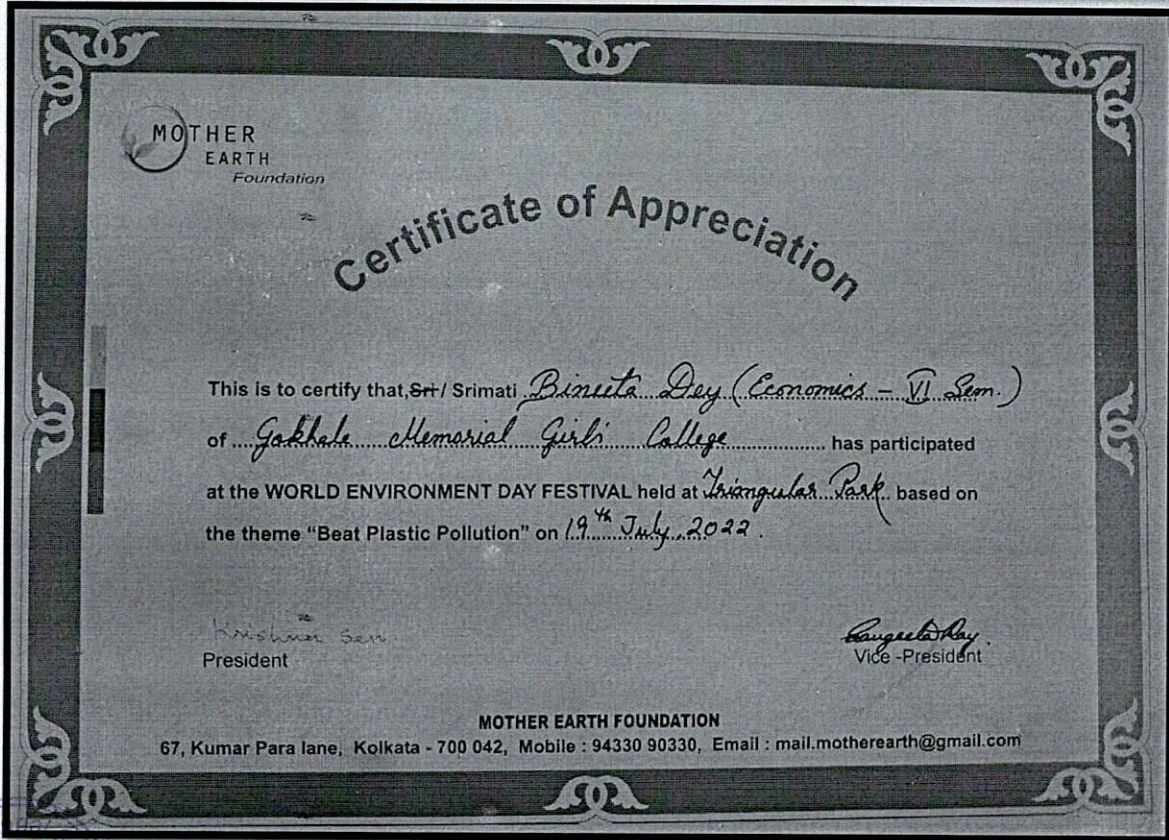 MOTHER
EARTH
Foundation
Certificate of Appreciation
This is to certify that, Sri / Srimati Bineeta Dey (Economics - VI Sem.)
of Gokhale Memorial Girls' College has participated
at the WORLD ENVIRONMENT DAY FESTIVAL held at Triangular Park based on
the theme "Beat Plastic Pollution" on 19th July, 2022.
Krishna Sen
President
Sangeeta Ray
Vice -President
MOTHER EARTH FOUNDATION
67, Kumar Para lane, Kolkata - 700 042, Mobile : 94330 90330, Email : mail.motherearth@gmail.com